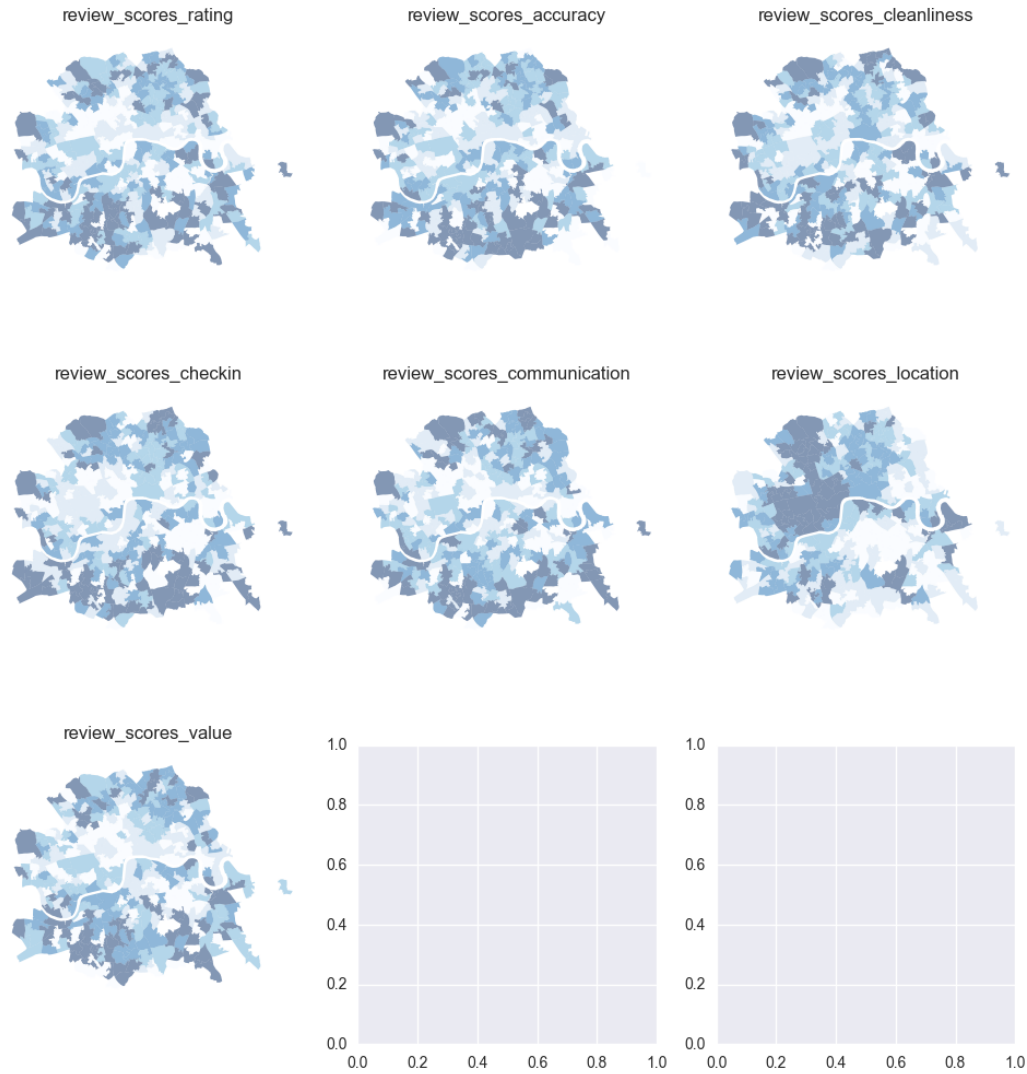 review_scores_rating
review_scores_accuracy
review_scores_cleanliness
review_scores_checkin
review_scores_communication
review_scores_location
review_scores_value
1.0
0.8
0.6
0.4
0.2
0.0
0.0 0.2 0.4 0.6 0.8 1.0
1.0
0.8
0.6
0.4
0.2
0.0
0.0 0.2 0.4 0.6 0.8 1.0